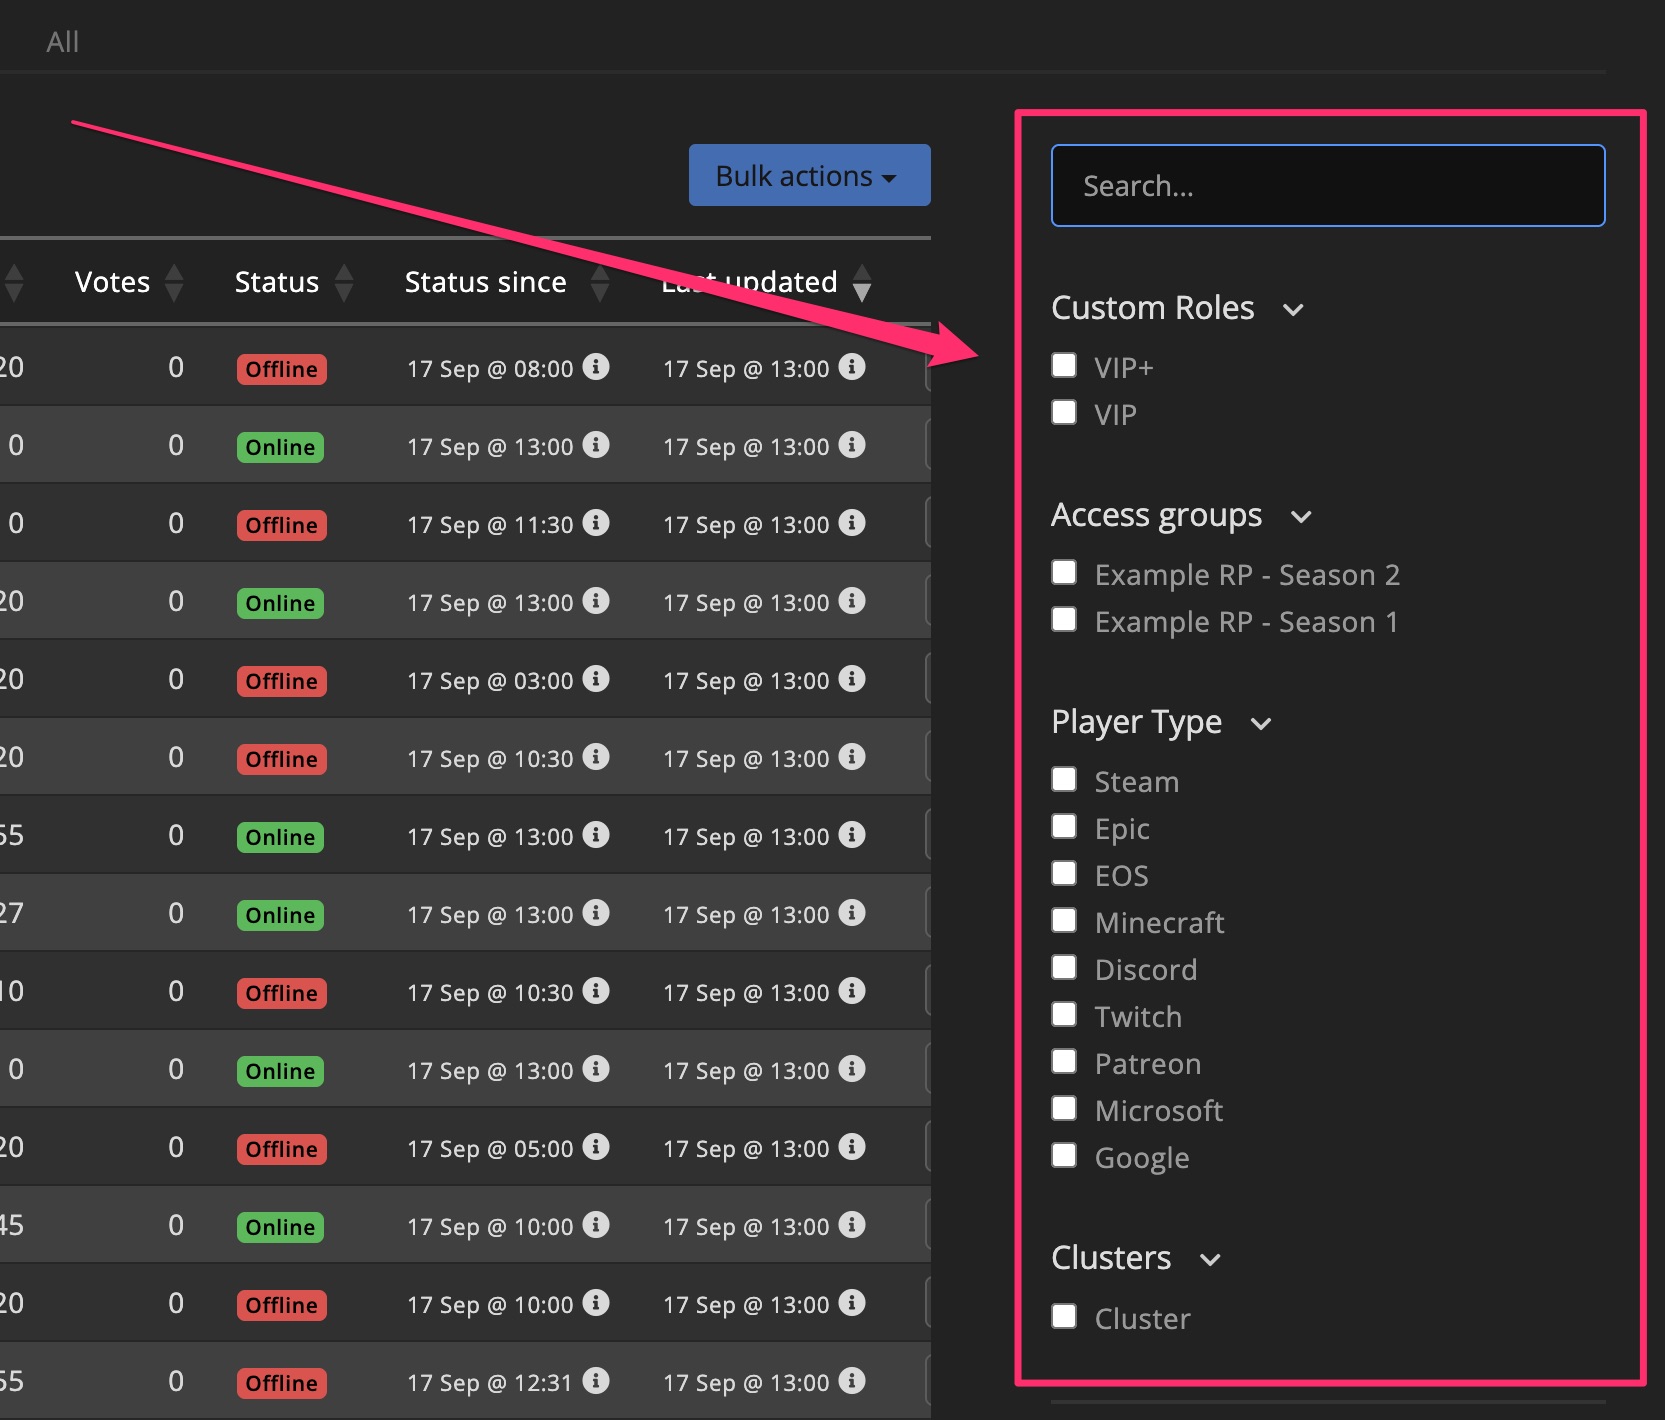 All
Bulk actions
Votes Status Status since Last updated
20 0 Offline 17 Sep @ 08:00 17 Sep @ 13:00
0 0 Online 17 Sep @ 13:00 17 Sep @ 13:00
0 0 Offline 17 Sep @ 11:30 17 Sep @ 13:00
20 0 Online 17 Sep @ 13:00 17 Sep @ 13:00
20 0 Offline 17 Sep @ 03:00 17 Sep @ 13:00
20 0 Offline 17 Sep @ 10:30 17 Sep @ 13:00
55 0 Online 17 Sep @ 13:00 17 Sep @ 13:00
27 0 Online 17 Sep @ 13:00 17 Sep @ 13:00
10 0 Offline 17 Sep @ 10:30 17 Sep @ 13:00
0 0 Online 17 Sep @ 13:00 17 Sep @ 13:00
20 0 Offline 17 Sep @ 05:00 17 Sep @ 13:00
45 0 Online 17 Sep @ 10:00 17 Sep @ 13:00
20 0 Offline 17 Sep @ 10:00 17 Sep @ 13:00
55 0 Offline 17 Sep @ 12:31 17 Sep @ 13:00
Search...
Custom Roles
VIP+
VIP
Access groups
Example RP - Season 2
Example RP - Season 1
Player Type
Steam
Epic
EOS
Minecraft
Discord
Twitch
Patreon
Microsoft
Google
Clusters
Cluster